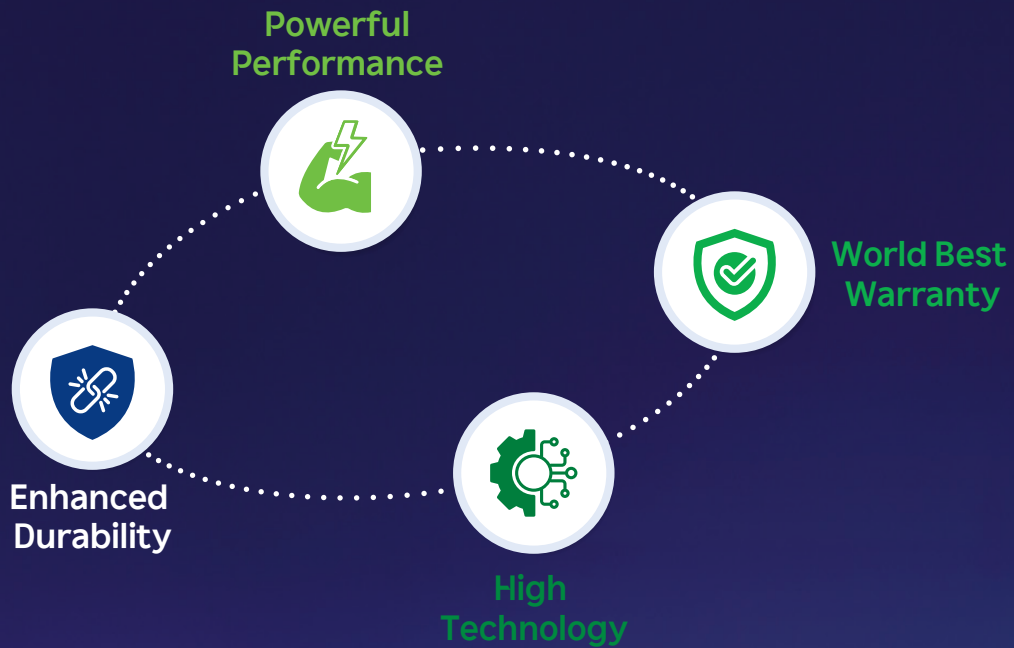 Powerful
Performance
World Best
Warranty
Enhanced
Durability
High
Technology